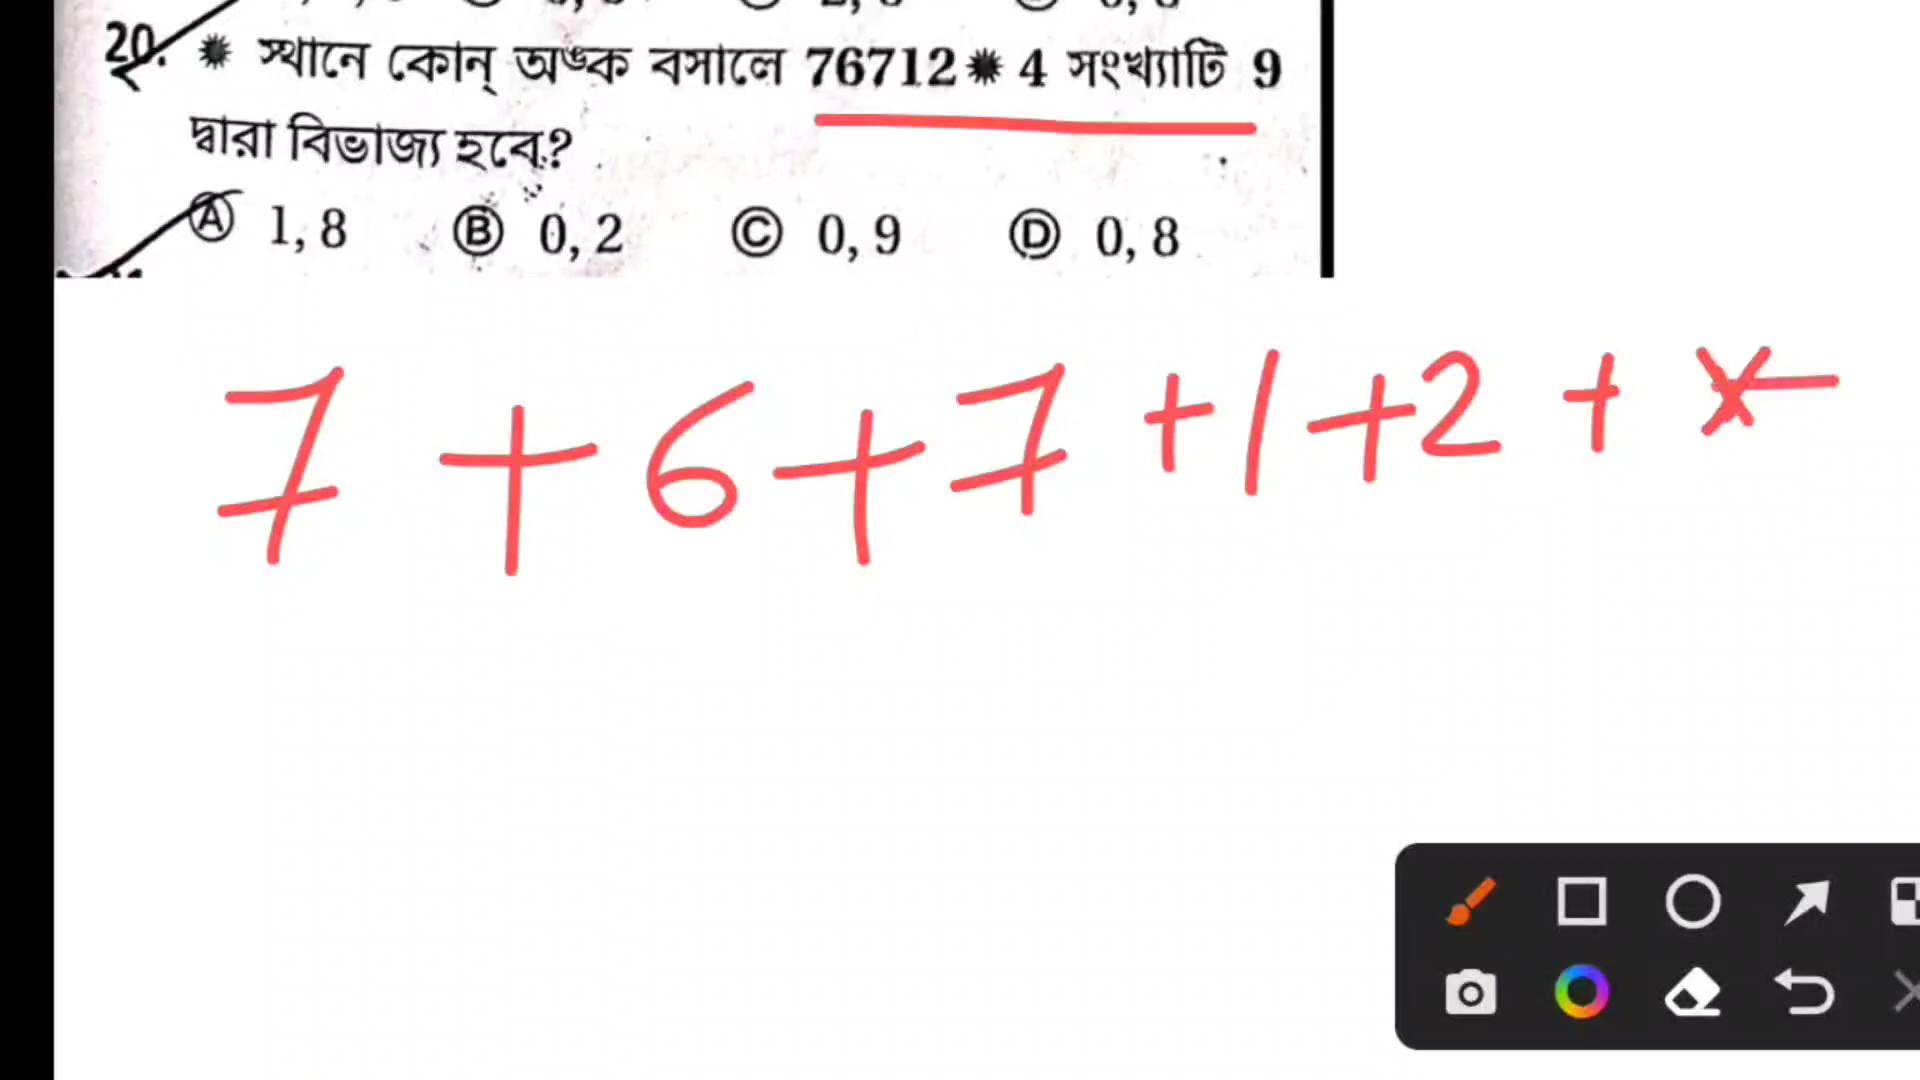 20. ✹ স্থানে কোন্ অঙ্ক বসালে 76712✹4 সংখ্যাটি 9
দ্বারা বিভাজ্য হবে?
Ⓐ 1, 8 Ⓑ 0, 2 Ⓒ 0, 9 Ⓓ 0, 8
7 + 6 + 7 + 1 + 2 + *